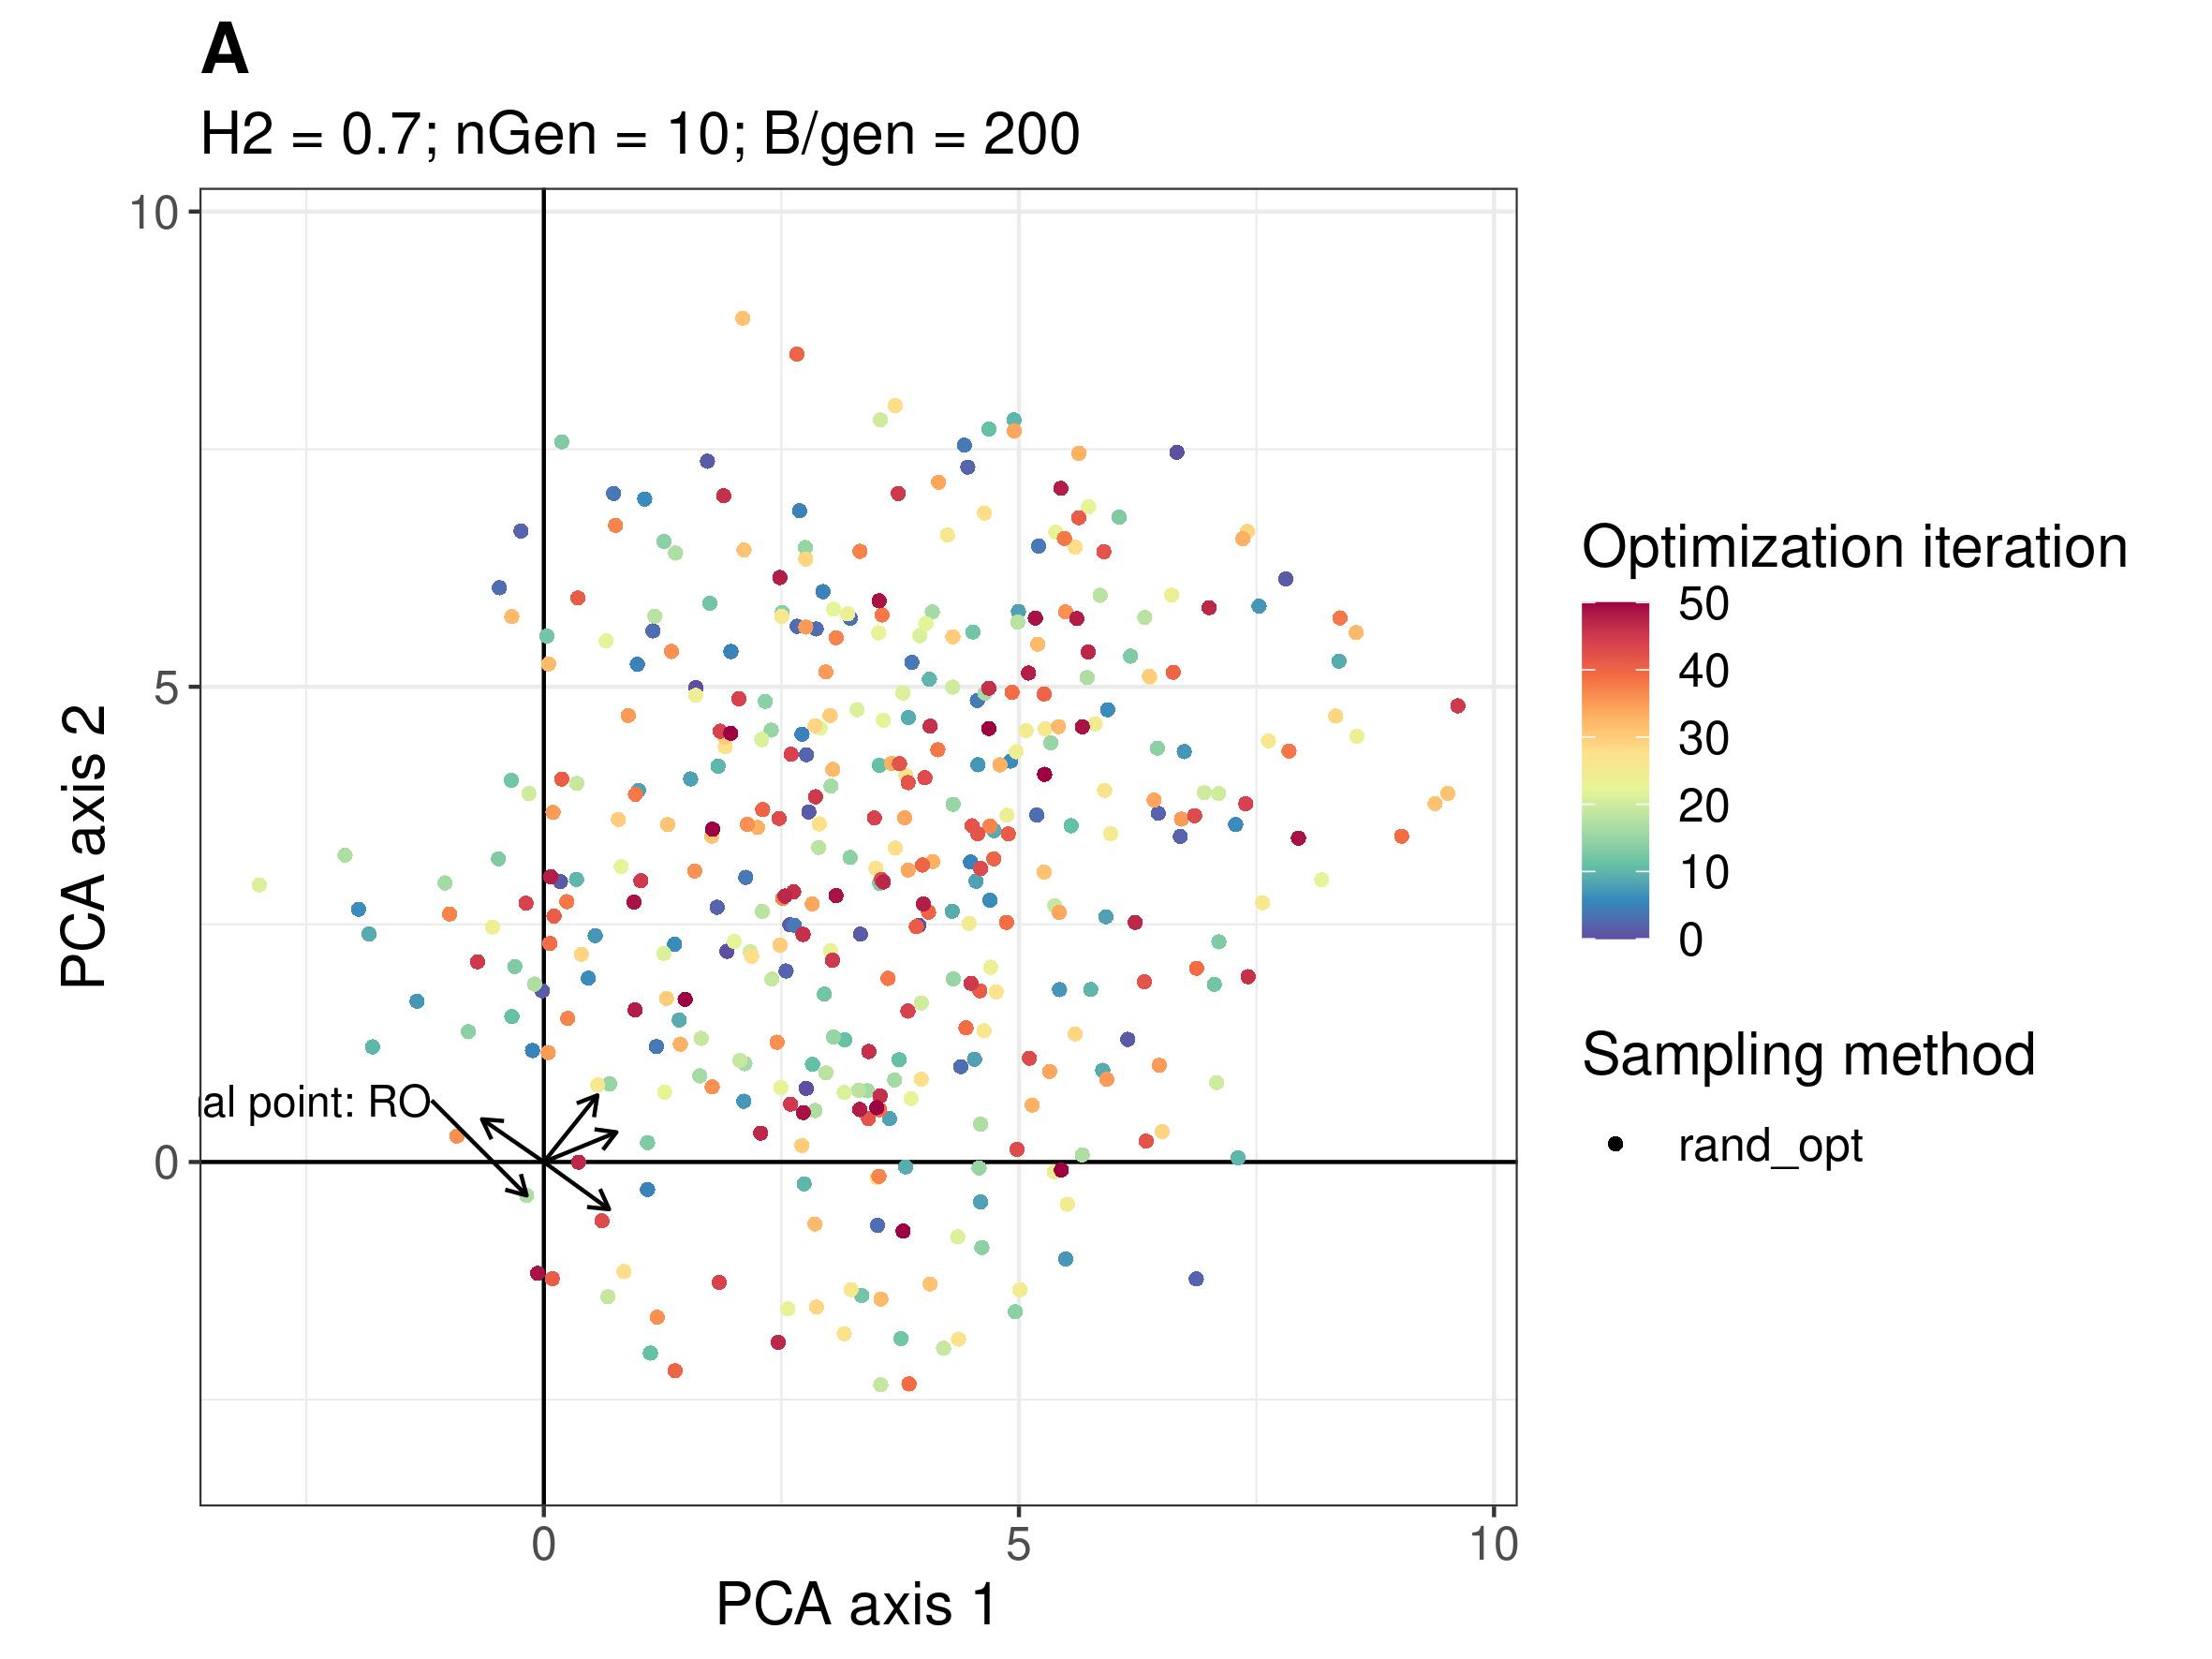 A
H2 = 0.7; nGen = 10; B/gen = 200
10
5
0
PCA axis 2
al point: RO
0
5
10
PCA axis 1
Optimization iteration
50
40
30
20
10
0
Sampling method
rand_opt